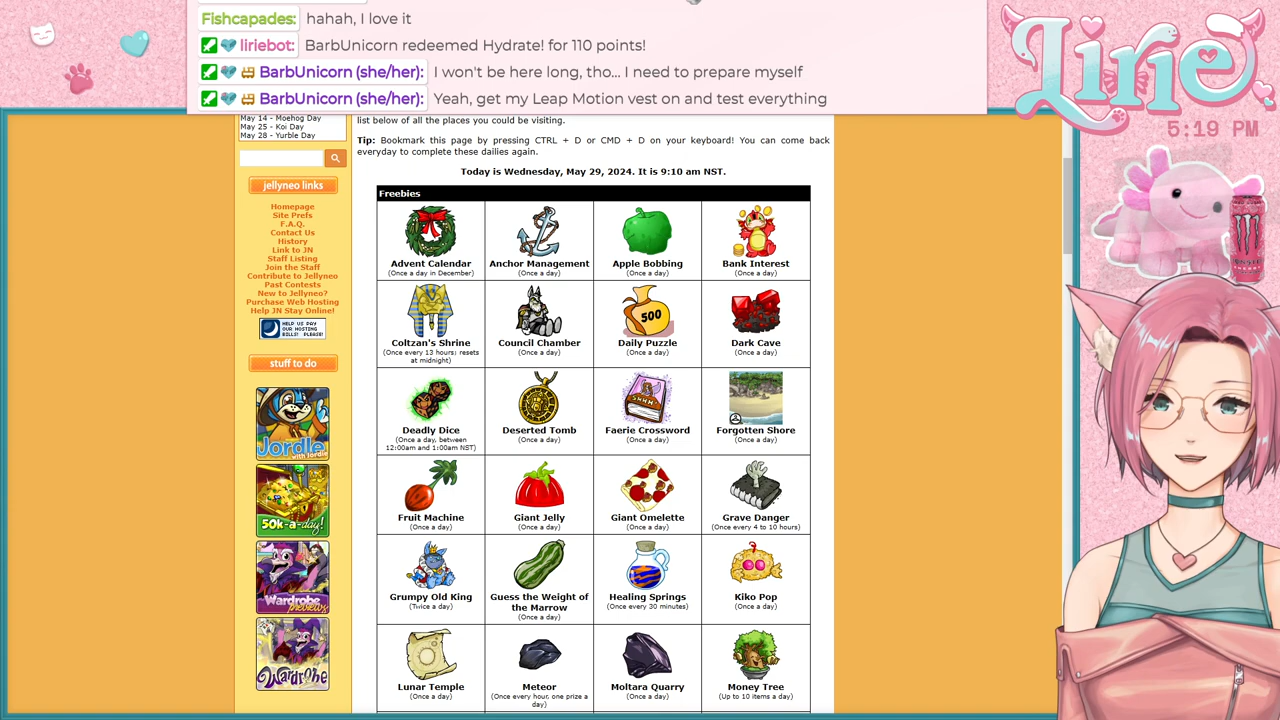 Fishcapades: hahah, I love it
liriebot: BarbUnicorn redeemed Hydrate! for 110 points!
BarbUnicorn (she/her): I won't be here long, tho... I need to prepare myself
BarbUnicorn (she/her): Yeah, get my Leap Motion vest on and test everything
Lirie
5:19 PM
May 14 - Moehog Day
May 25 - Koi Day
May 28 - Yurble Day
jellyneo links
Homepage
Site Prefs
F.A.Q.
Contact Us
History
Link to JN
Staff Listing
Join the Staff
Contribute to Jellyneo
Past Contests
New to Jellyneo?
Purchase Web Hosting
Help JN Stay Online!
HELP US PAY
OUR HOSTING
BILLS! PLEASE!
stuff to do
Jordle
with Jordie
50k-a-day!
Wardrobe
previews
Wardrobe
list below of all the places you could be visiting.
Tip: Bookmark this page by pressing CTRL + D or CMD + D on your keyboard! You can come back
everyday to complete these dailies again.
Today is Wednesday, May 29, 2024. It is 9:10 am NST.
Freebies
Advent Calendar
(Once a day in December)
Anchor Management
(Once a day)
Apple Bobbing
(Once a day)
Bank Interest
(Once a day)
Coltzan's Shrine
(Once every 13 hours; resets
at midnight)
Council Chamber
(Once a day)
500
Daily Puzzle
(Once a day)
Dark Cave
(Once a day)
Deadly Dice
(Once a day, between
12:00am and 1:00am NST)
Deserted Tomb
(Once a day)
Faerie Crossword
(Once a day)
Forgotten Shore
(Once a day)
Fruit Machine
(Once a day)
Giant Jelly
(Once a day)
Giant Omelette
(Once a day)
Grave Danger
(Once every 4 to 10 hours)
Grumpy Old King
(Twice a day)
Guess the Weight of
the Marrow
(Once a day)
Healing Springs
(Once every 30 minutes)
Kiko Pop
(Once a day)
Lunar Temple
(Once a day)
Meteor
(Once every hour, one prize a
day)
Moltara Quarry
(Once a day)
Money Tree
(Up to 10 items a day)